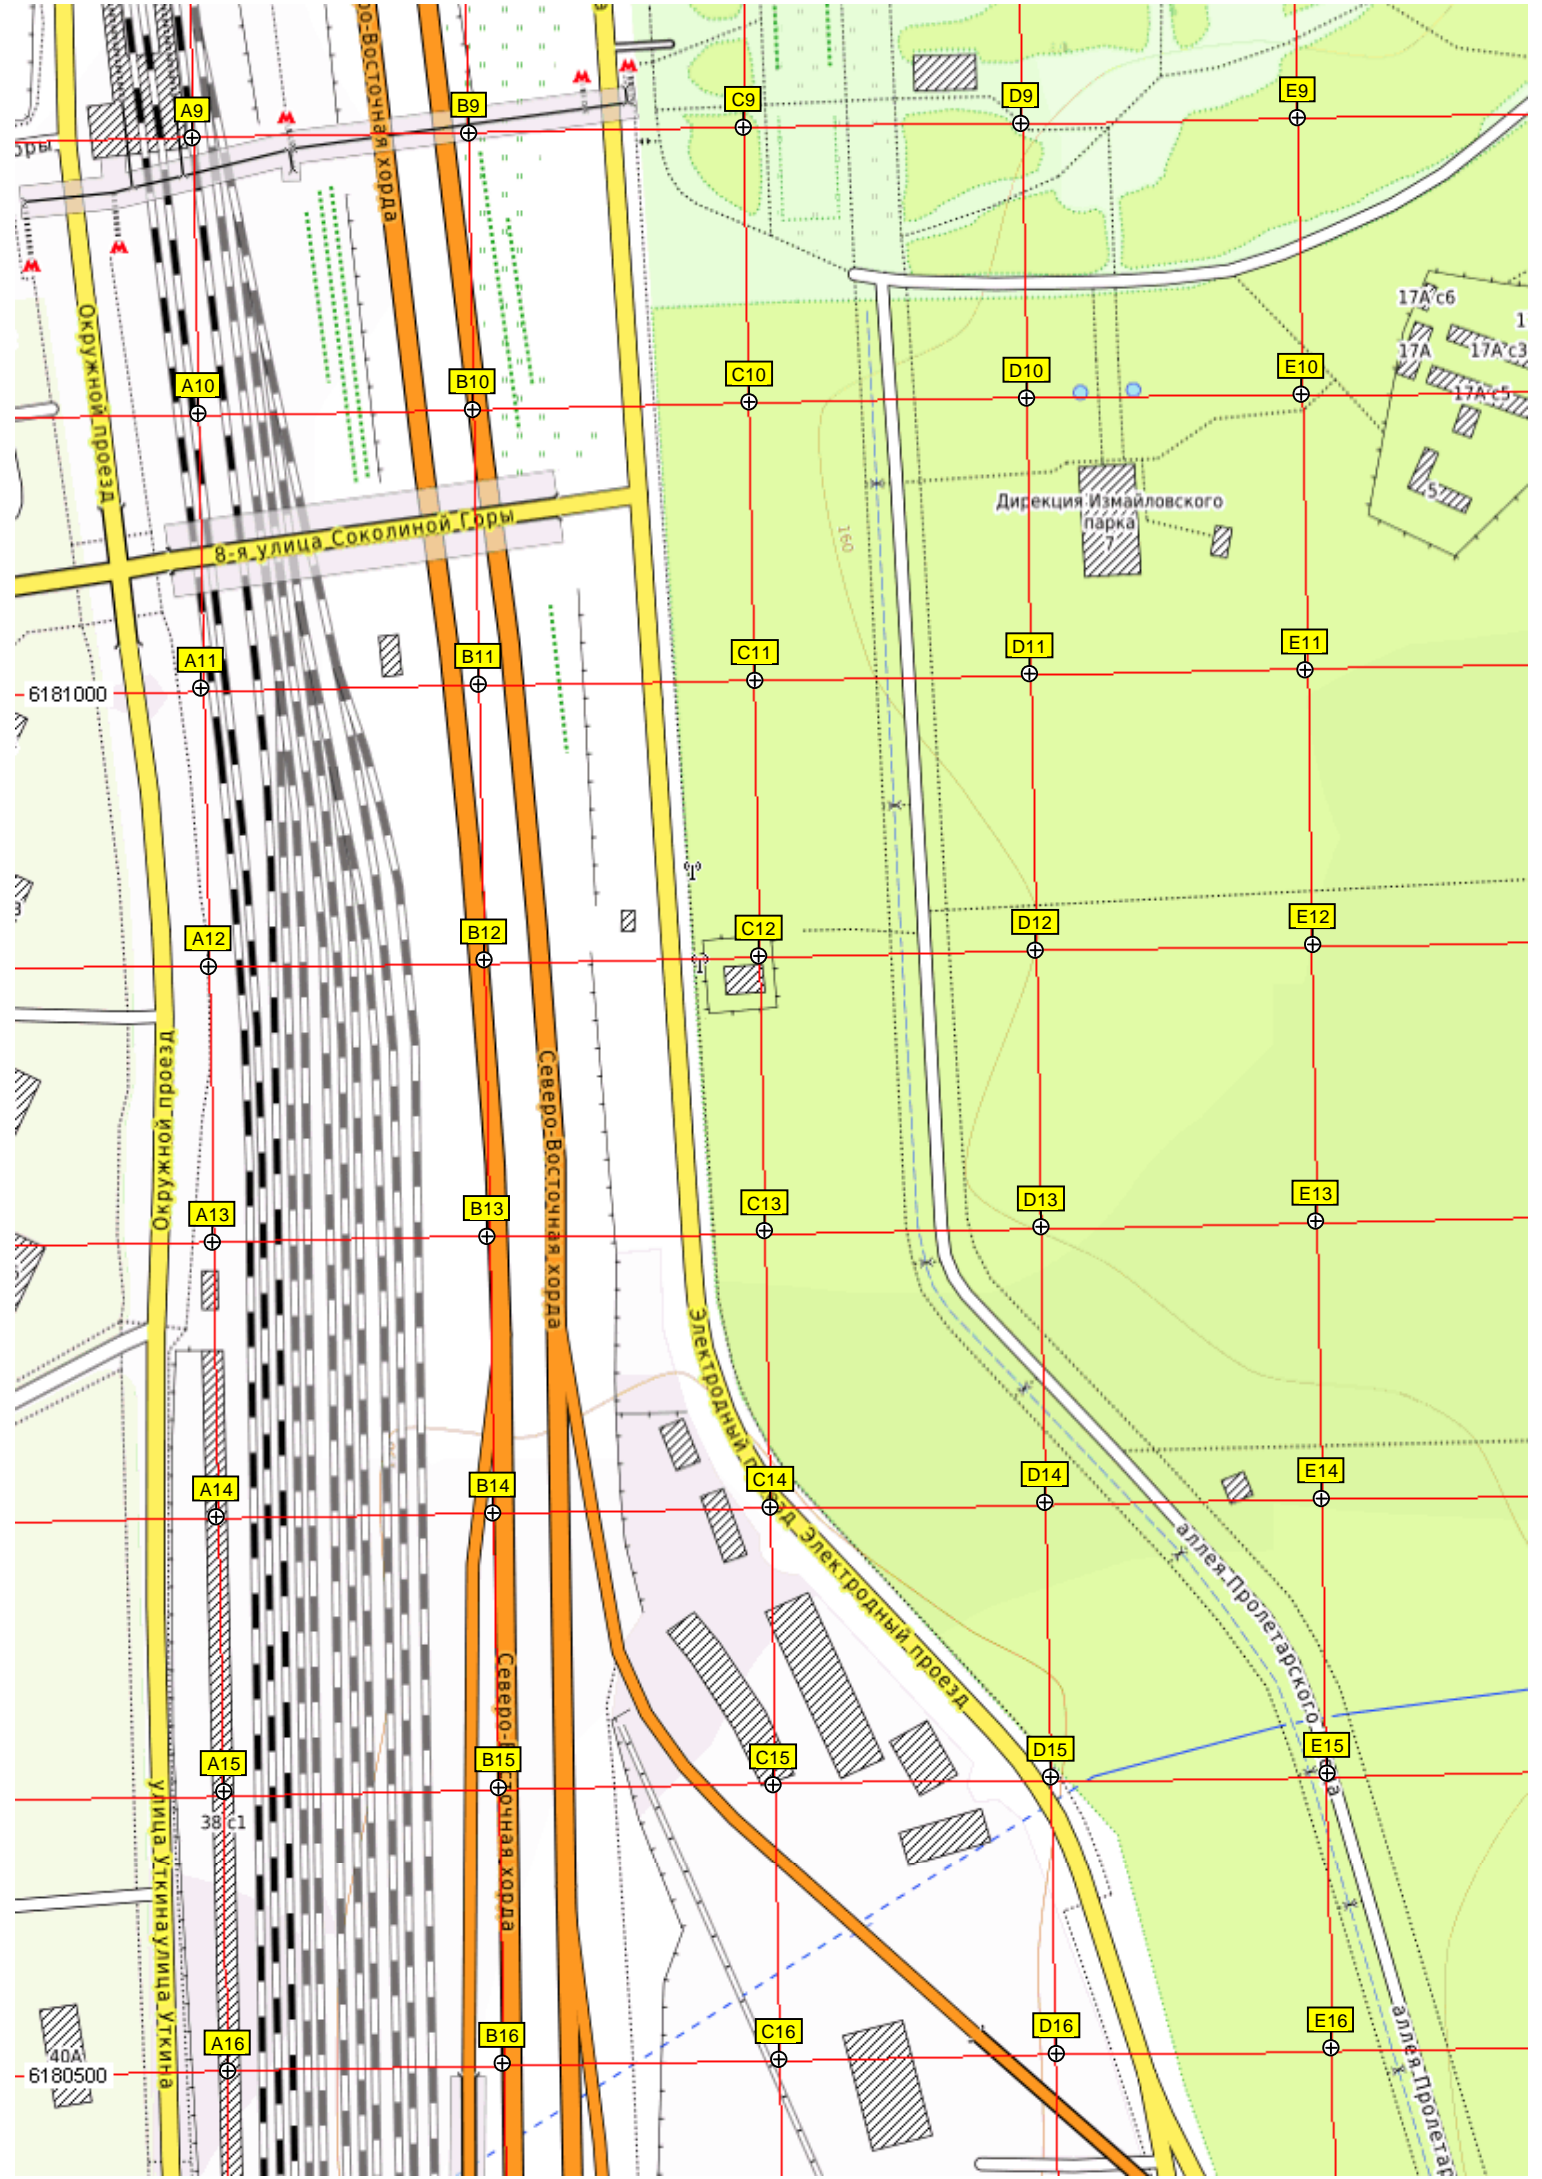 A9
B9
C9
D9
E9
оры
Северо-Восточная хорда
17А с6
17А
17А с3
17А с5
5
A10
B10
C10
D10
E10
Окружной проезд
8-я улица Соколиной Горы
Дирекция Измайловского
парка
7
160
A11
B11
C11
D11
E11
6181000
A12
B12
C12
D12
E12
Окружной проезд
Северо-Восточная хорда
A13
B13
C13
D13
E13
Электродный проезд
A14
B14
C14
D14
E14
Электродный проезд
аллея Пролетарского
A15
B15
C15
D15
E15
38 с1
Северо-Восточная хорда
улица Уткина
улица Уткина
A16
B16
C16
D16
E16
40А
6180500
аллея Пролетар